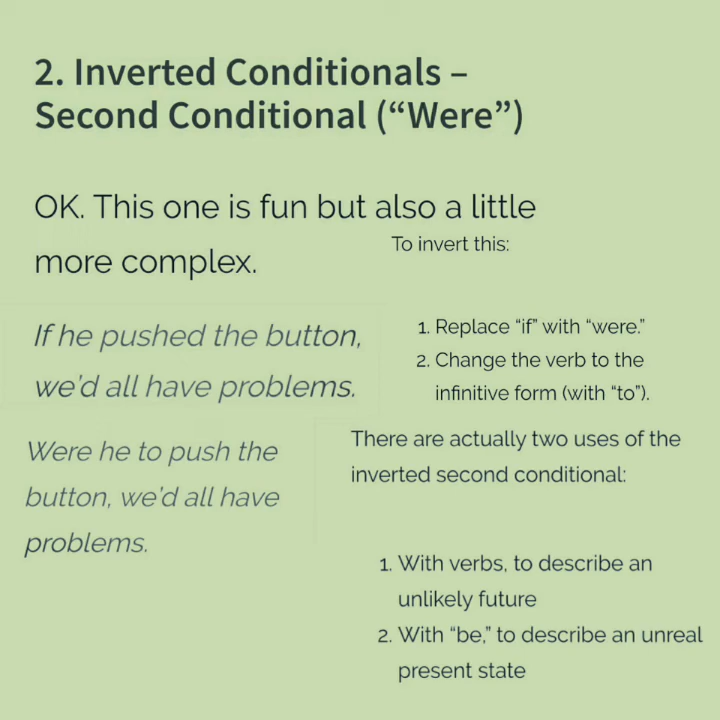 2. Inverted Conditionals –
Second Conditional (“Were”)
OK. This one is fun but also a little
more complex.
To invert this:
If he pushed the button,
we’d all have problems.
1. Replace “if” with “were.”
2. Change the verb to the
infinitive form (with “to”).
Were he to push the
button, we’d all have
problems.
There are actually two uses of the
inverted second conditional:
1. With verbs, to describe an
unlikely future
2. With “be,” to describe an unreal
present state